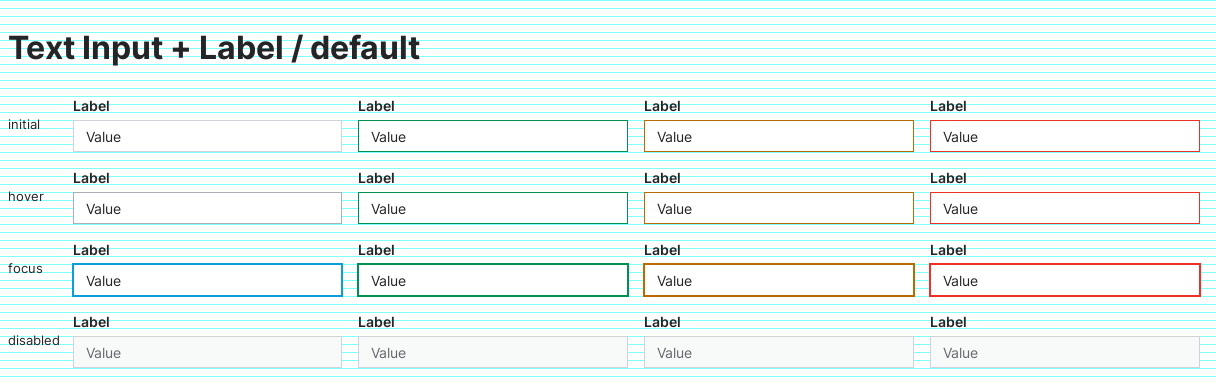 Text Input + Label / default
Label Label Label Label
initial Value Value Value Value
Label Label Label Label
hover Value Value Value Value
Label Label Label Label
focus Value Value Value Value
Label Label Label Label
disabled Value Value Value Value